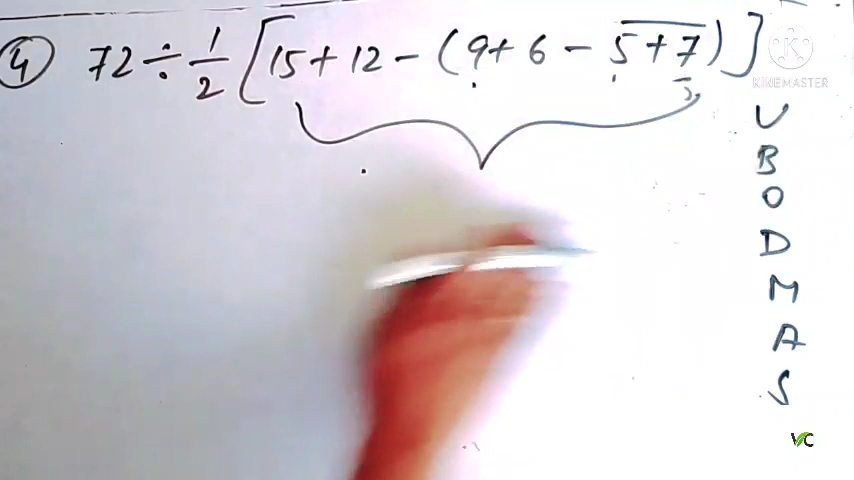 4 72 ÷ 1/2 [15 + 12 - (9 + 6 - 5 + 7)]
KINEMASTER
V
B
O
D
M
A
S
VC